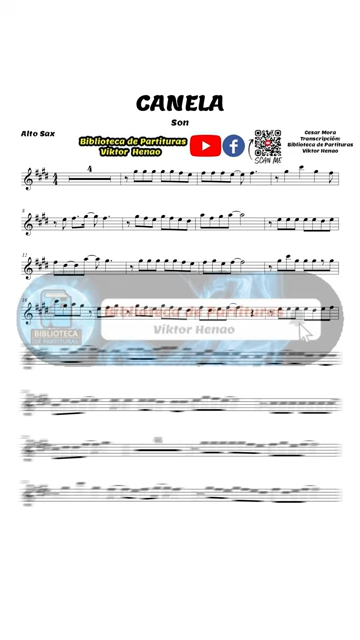 CANELA
Son
Alto Sax
Biblioteca de Partituras
Viktor Henao
SCAN ME
Cesar Mora
Transcripción:
Biblioteca de Partituras
Viktor Henao
4
8
12
16
BIBLIOTECA
DE PARTITURAS
Biblioteca de Partituras
Viktor Henao